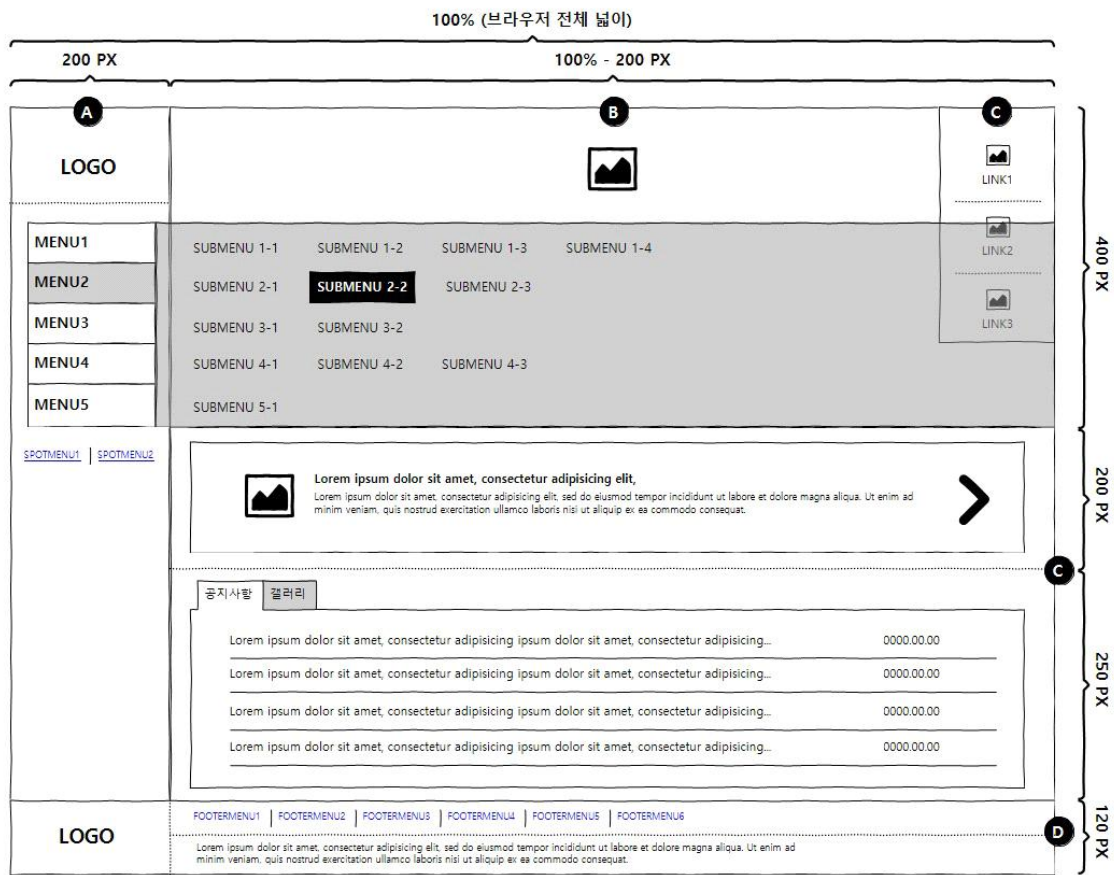 100% (브라우저 전체 넓이)
200 PX
100% - 200 PX
A
B
C
LOGO
LINK1
LINK2
LINK3
400 PX
MENU1
SUBMENU 1-1 SUBMENU 1-2 SUBMENU 1-3 SUBMENU 1-4
MENU2
SUBMENU 2-1 SUBMENU 2-2 SUBMENU 2-3
MENU3
SUBMENU 3-1 SUBMENU 3-2
MENU4
SUBMENU 4-1 SUBMENU 4-2 SUBMENU 4-3
MENU5
SUBMENU 5-1
SPOTMENU1 SPOTMENU2
Lorem ipsum dolor sit amet, consectetur adipisicing elit,
Lorem ipsum dolor sit amet, consectetur adipisicing elit, sed do eiusmod tempor incididunt ut labore et dolore magna aliqua. Ut enim ad
minim veniam, quis nostrud exercitation ullamco laboris nisi ut aliquip ex ea commodo consequat.
200 PX
C
공지사항 갤러리
Lorem ipsum dolor sit amet, consectetur adipisicing ipsum dolor sit amet, consectetur adipisicing... 0000.00.00
Lorem ipsum dolor sit amet, consectetur adipisicing ipsum dolor sit amet, consectetur adipisicing... 0000.00.00
Lorem ipsum dolor sit amet, consectetur adipisicing ipsum dolor sit amet, consectetur adipisicing... 0000.00.00
Lorem ipsum dolor sit amet, consectetur adipisicing ipsum dolor sit amet, consectetur adipisicing... 0000.00.00
250 PX
LOGO
FOOTERMENU1 FOOTERMENU2 FOOTERMENU3 FOOTERMENU4 FOOTERMENU5 FOOTERMENU6
Lorem ipsum dolor sit amet, consectetur adipisicing elit, sed do eiusmod tempor incididunt ut labore et dolore magna aliqua. Ut enim ad
minim veniam, quis nostrud exercitation ullamco laboris nisi ut aliquip ex ea commodo consequat.
D
120 PX